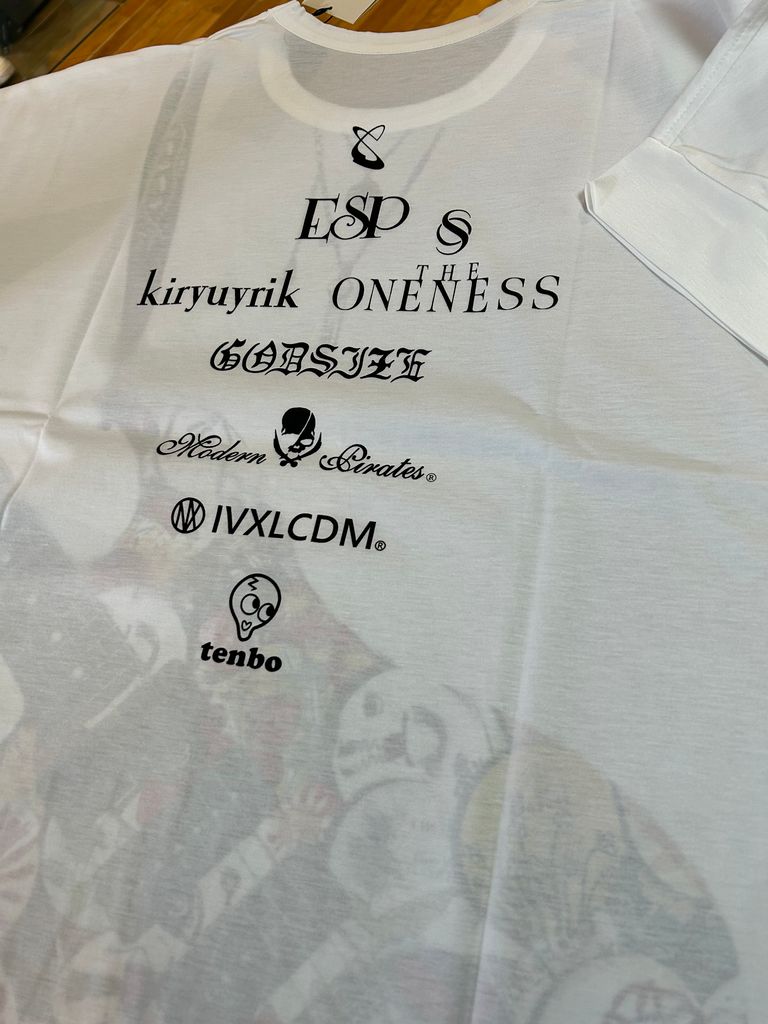 ESP
kiryuyrik THE ONENESS
GODSIZE
Modern Pirates®
IVXLCDM®
tenbo